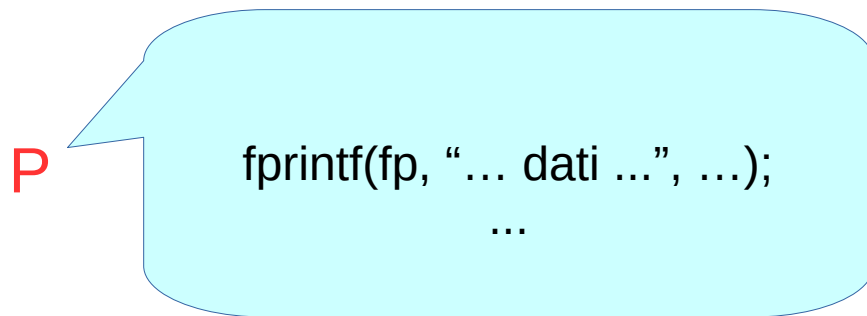 P
fprintf(fp, “… dati ...”, …);
...